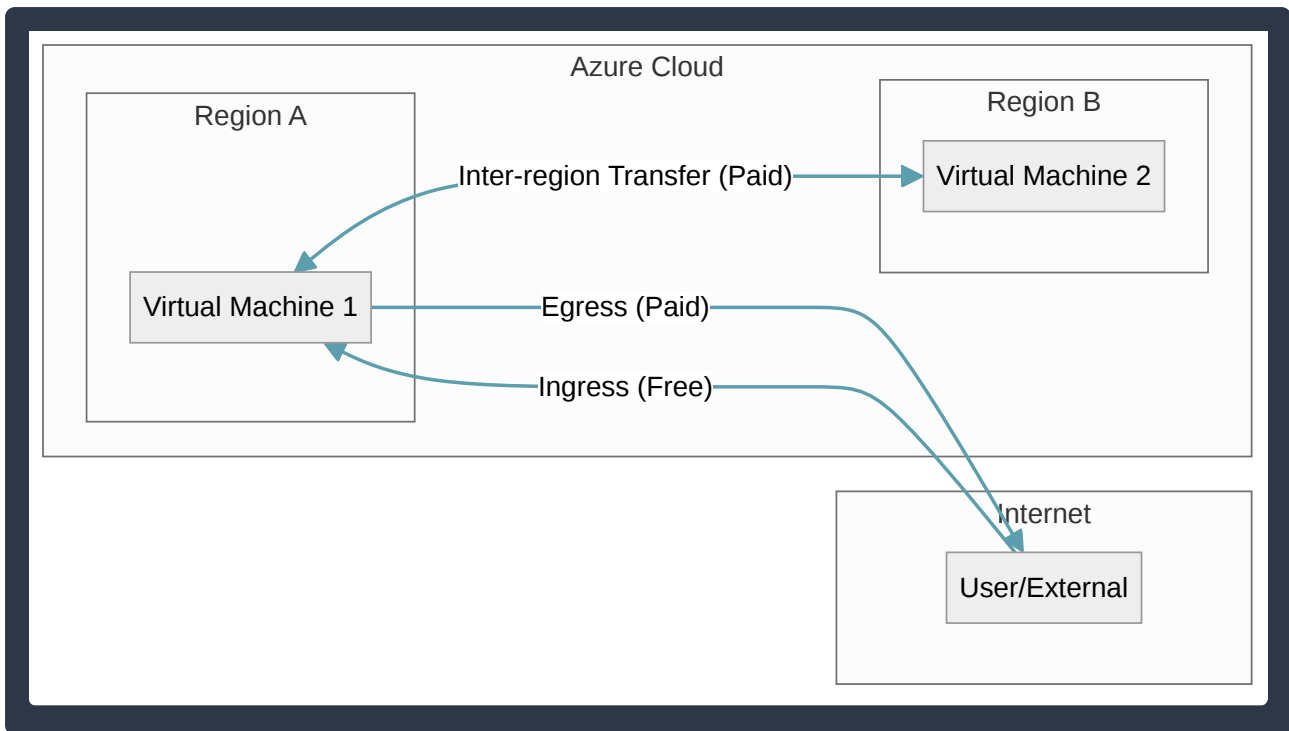 Azure Cloud
Region A
Region B
Inter-region Transfer (Paid)
Virtual Machine 2
Virtual Machine 1
Egress (Paid)
Ingress (Free)
Internet
User/External